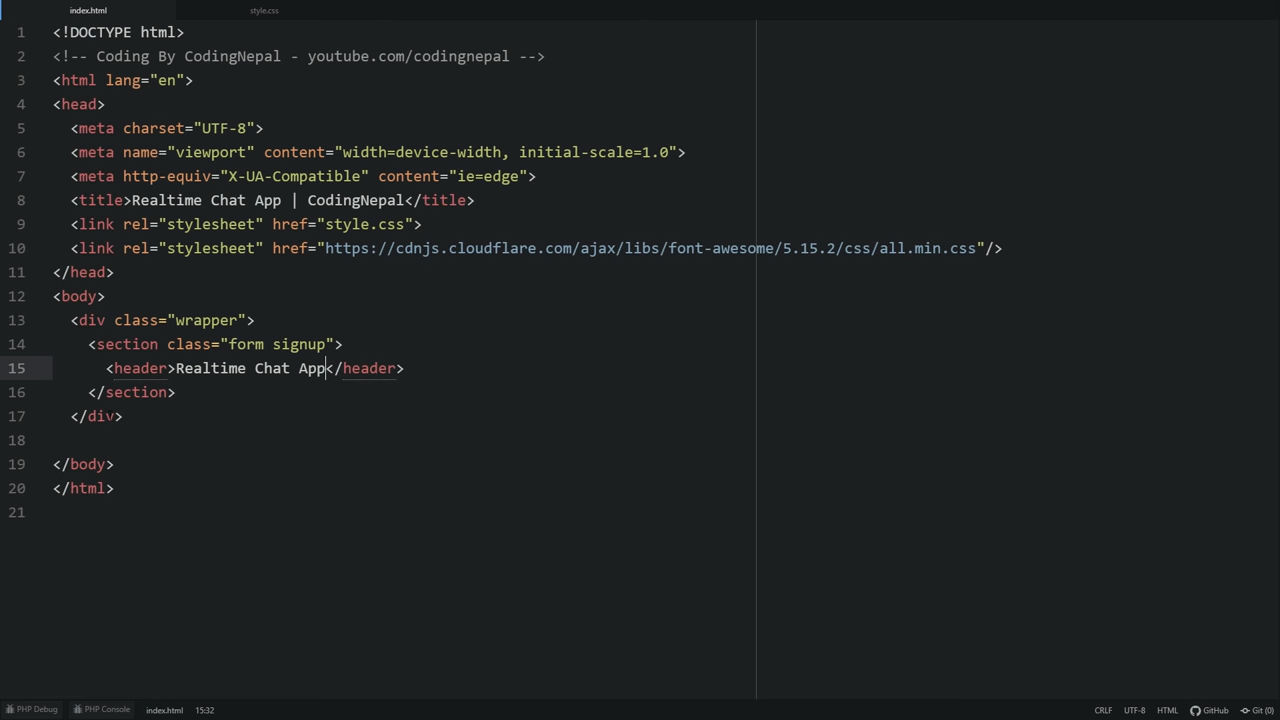 index.html style.css
1 <!DOCTYPE html>
2 <!-- Coding By CodingNepal - youtube.com/codingnepal -->
3 <html lang="en">
4 <head>
5 <meta charset="UTF-8">
6 <meta name="viewport" content="width=device-width, initial-scale=1.0">
7 <meta http-equiv="X-UA-Compatible" content="ie=edge">
8 <title>Realtime Chat App | CodingNepal</title>
9 <link rel="stylesheet" href="style.css">
10 <link rel="stylesheet" href="https://cdnjs.cloudflare.com/ajax/libs/font-awesome/5.15.2/css/all.min.css"/>
11 </head>
12 <body>
13 <div class="wrapper">
14 <section class="form signup">
15 <header>Realtime Chat App</header>
16 </section>
17 </div>
18
19 </body>
20 </html>
21
PHP Debug PHP Console index.html 15:32 CRLF UTF-8 HTML GitHub Git (0)